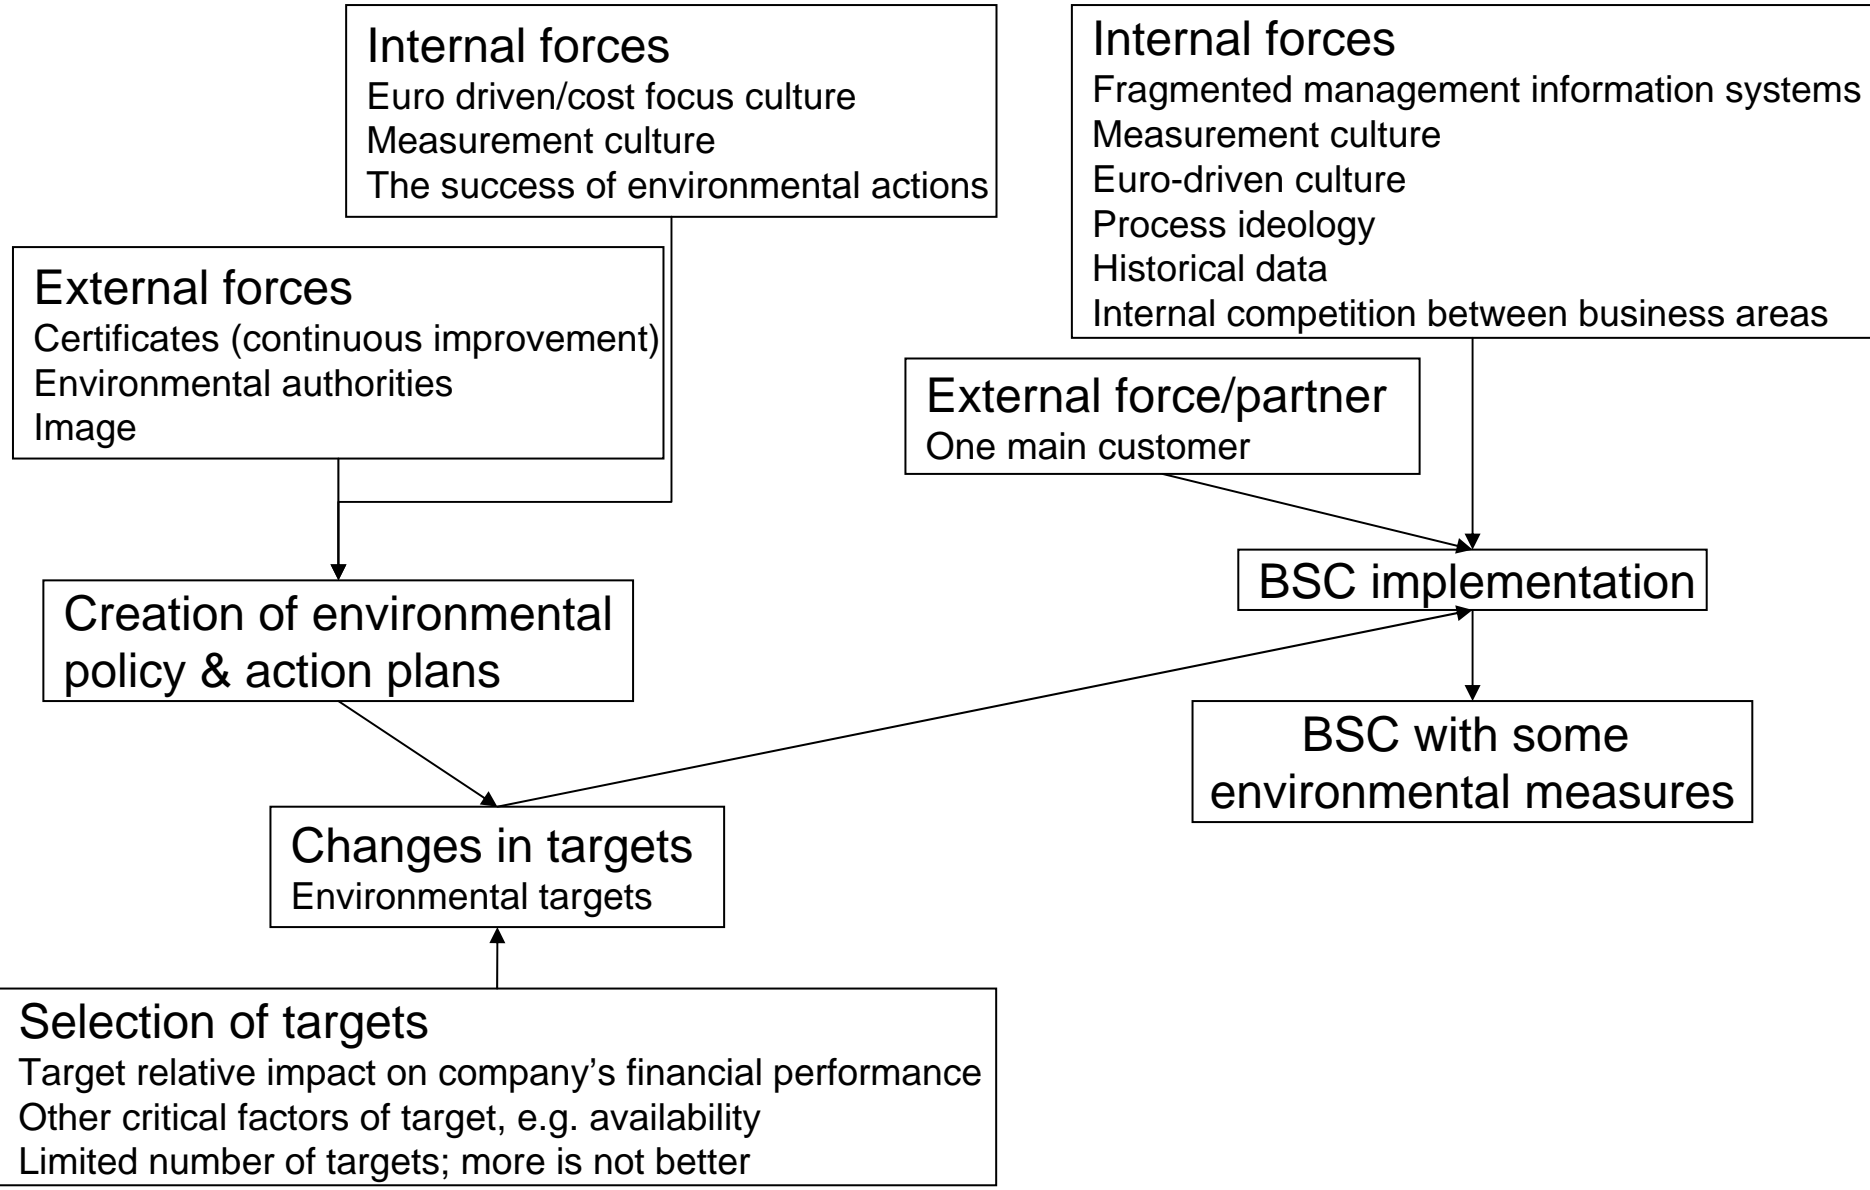 Internal forces
Euro driven/cost focus culture
Measurement culture
The success of environmental actions
Internal forces
Fragmented management information systems
Measurement culture
Euro-driven culture
Process ideology
Historical data
Internal competition between business areas
External forces
Certificates (continuous improvement)
Environmental authorities
Image
External force/partner
One main customer
Creation of environmental
policy & action plans
BSC implementation
BSC with some
environmental measures
Changes in targets
Environmental targets
Selection of targets
Target relative impact on company’s financial performance
Other critical factors of target, e.g. availability
Limited number of targets; more is not better